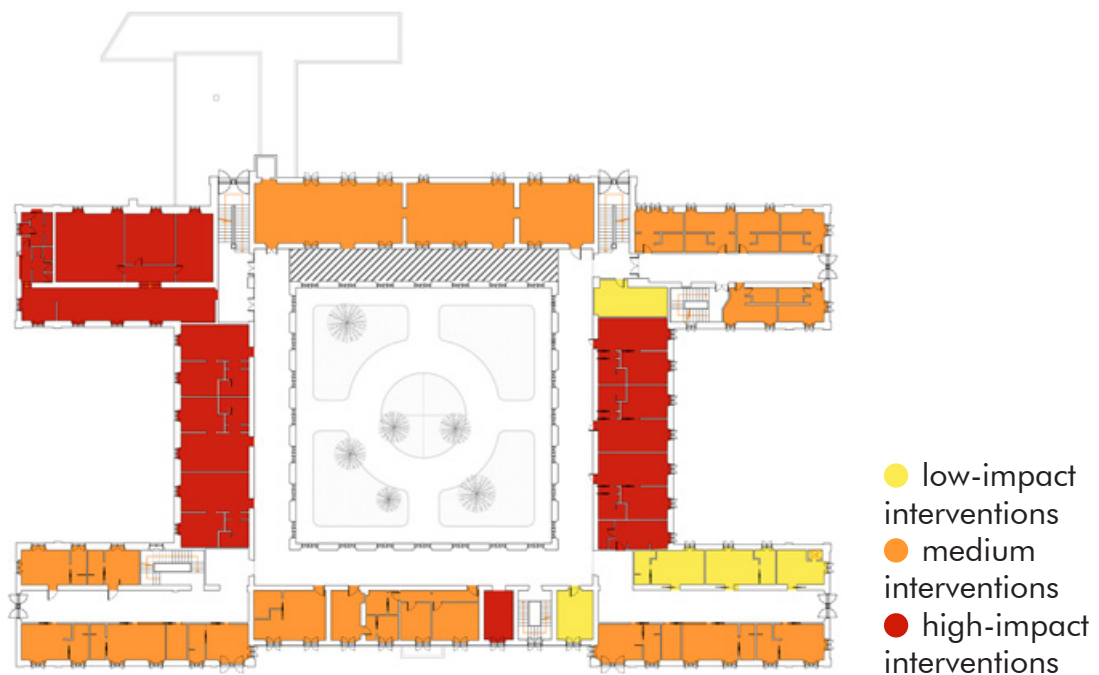 low-impact
interventions
medium
interventions
high-impact
interventions